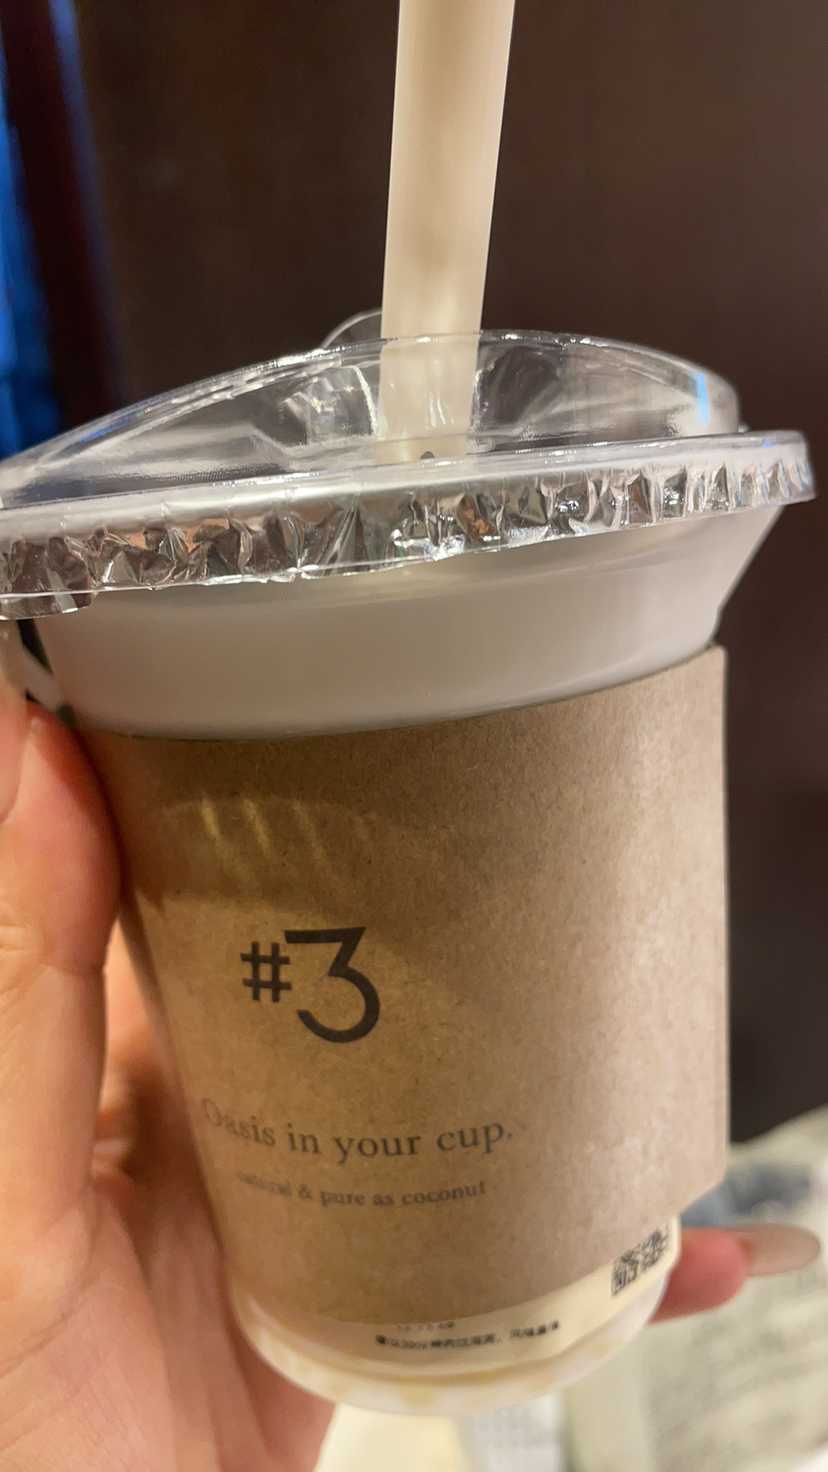 #3
Oasis in your cup.
natural & pure as coconut